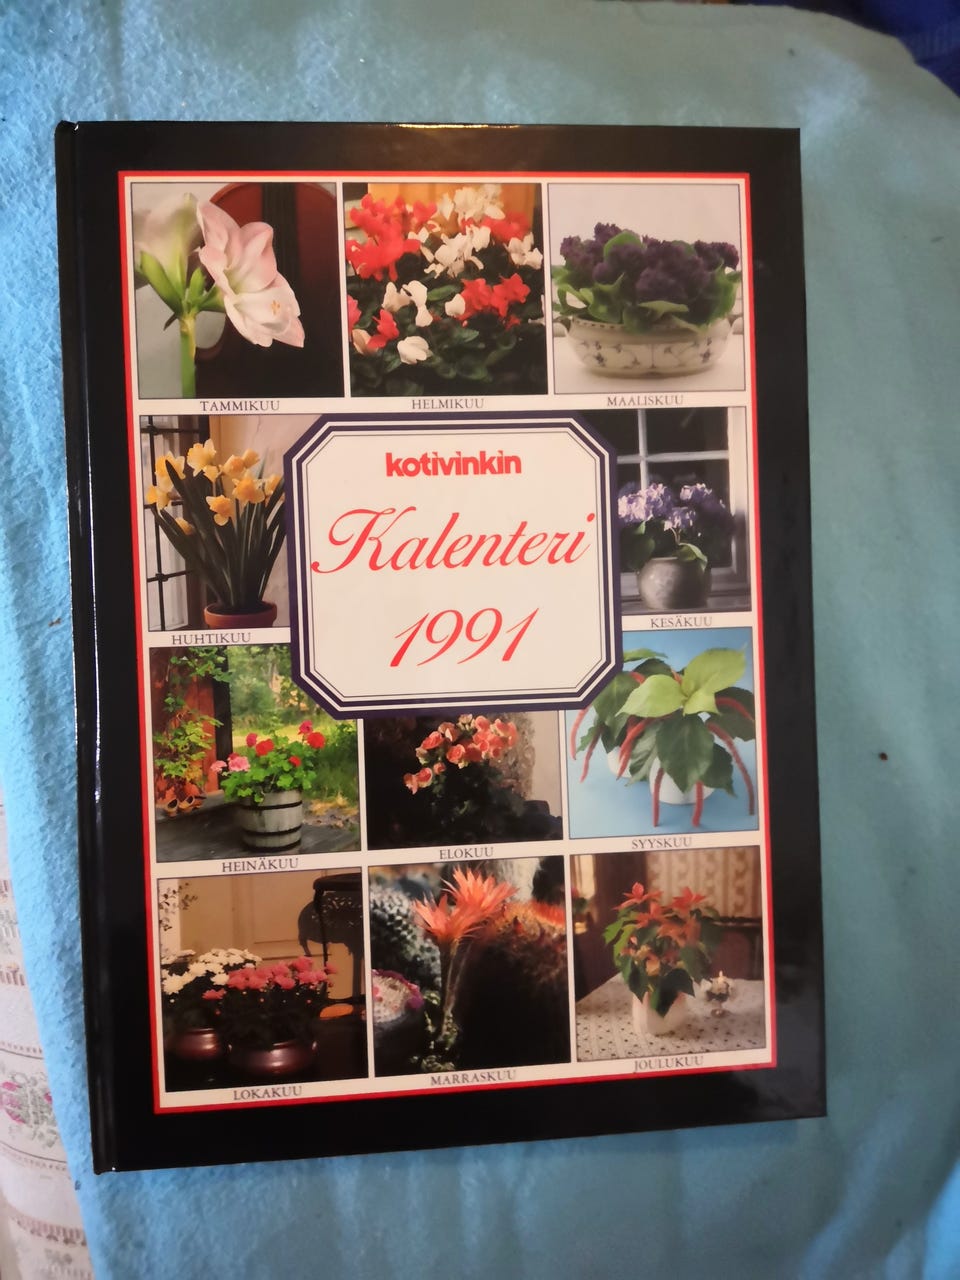 TAMMIKUU
HELMIKUU
MAALISKUU
kotivinkin
Kalenteri
1991
HUHTIKUU
KESÄKUU
HEINÄKUU
ELOKUU
SYYSKUU
LOKAKUU
MARRASKUU
JOULUKUU